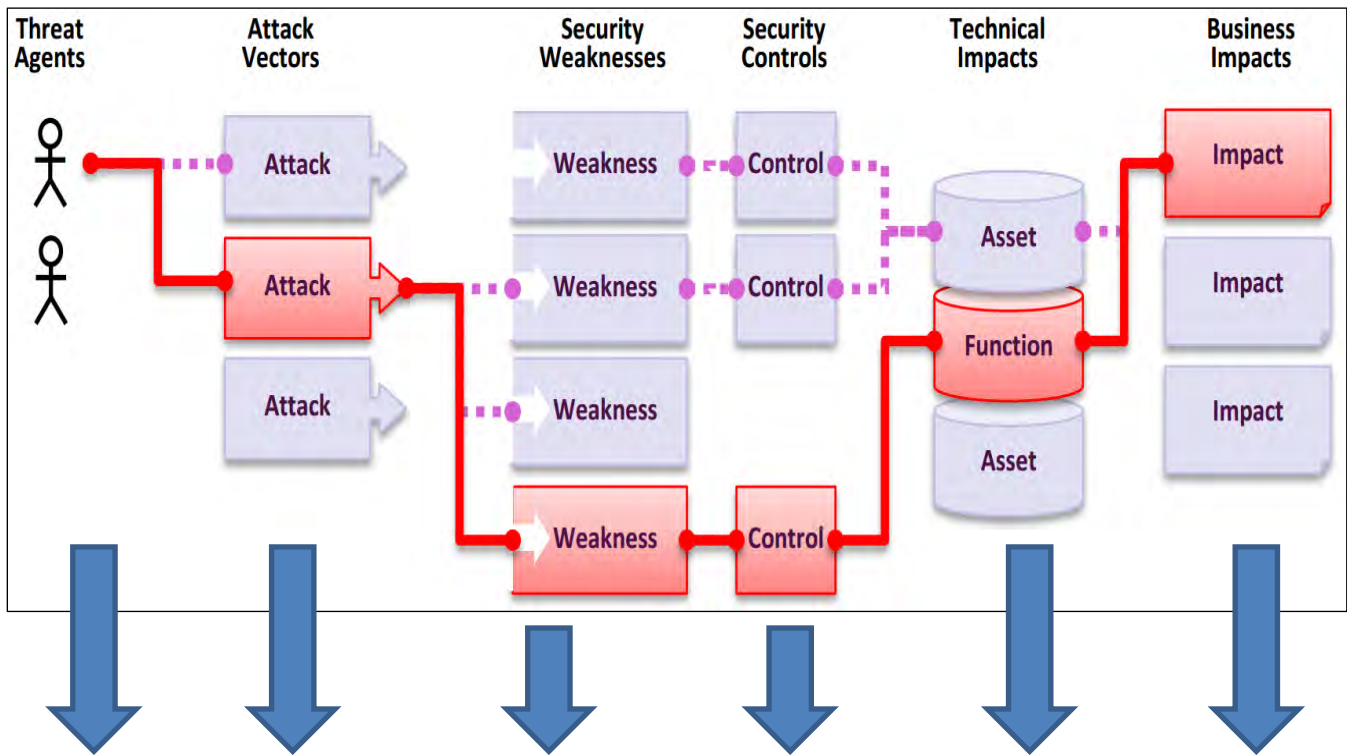 Threat Agents
Attack Vectors
Security Weaknesses
Security Controls
Technical Impacts
Business Impacts
Attack
Weakness
Control
Impact
Asset
Attack
Weakness
Control
Impact
Function
Attack
Weakness
Impact
Asset
Weakness
Control